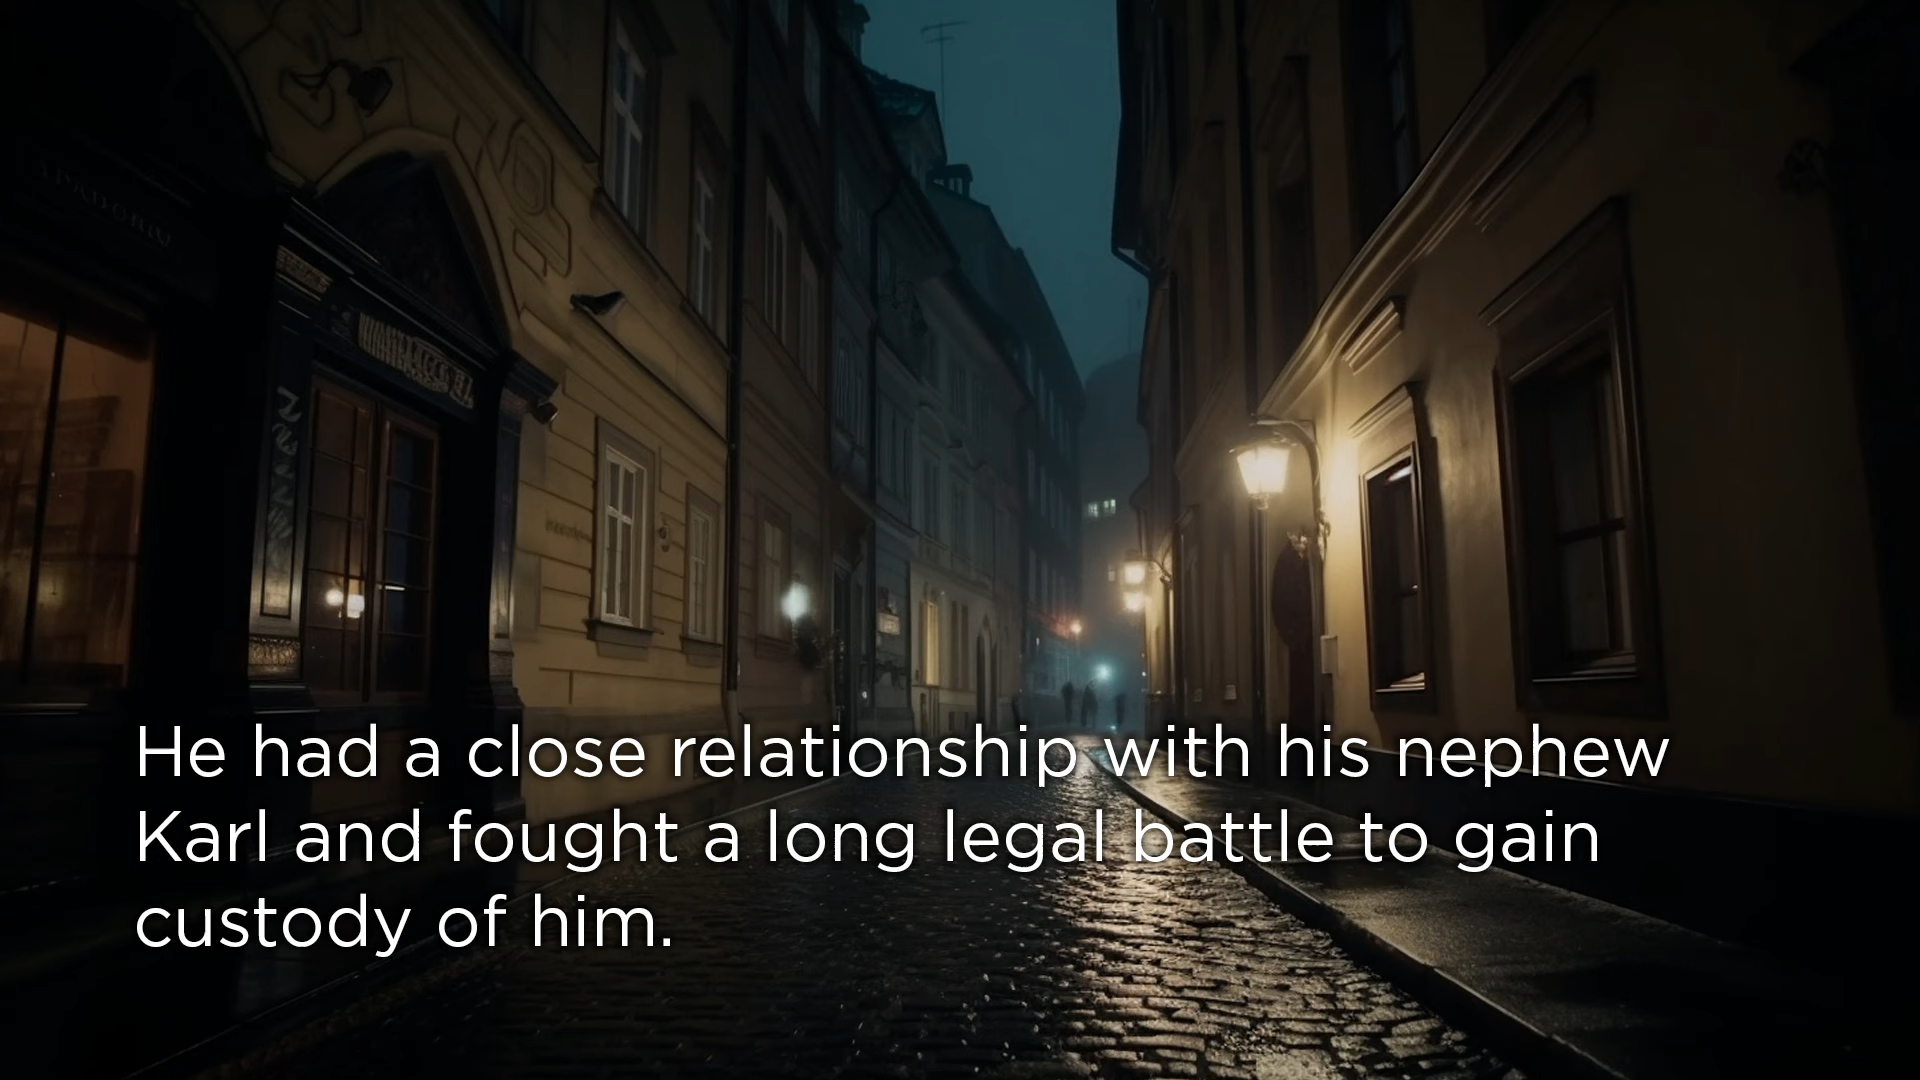 He had a close relationship with his nephew
Karl and fought a long legal battle to gain
custody of him.